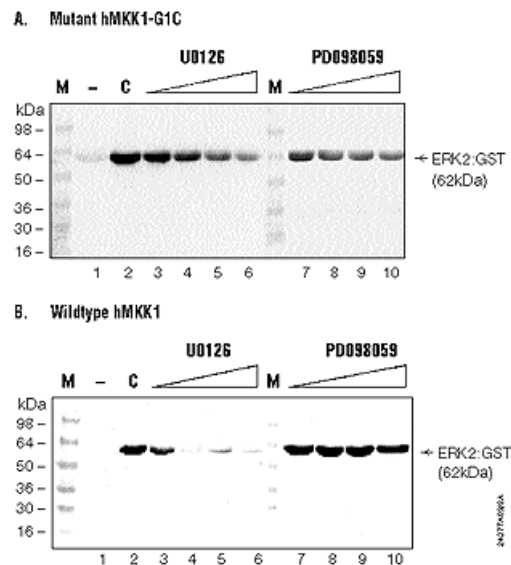 A. Mutant hMKK1-G1C
U0126 PD098059
M – C M
kDa
98 –
64 –
50 –
36 –
30 –
16 –
ERK2:GST
(62kDa)
1 2 3 4 5 6 7 8 9 10
B. Wildtype hMKK1
U0126 PD098059
M – C M
kDa
98 –
64 –
50 –
36 –
30 –
16 –
ERK2:GST
(62kDa)
1 2 3 4 5 6 7 8 9 10